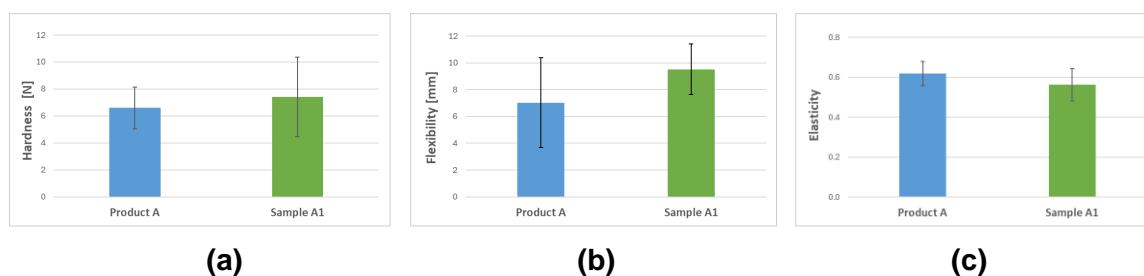 12
10
8
6
4
2
0
Hardness [N]
Product A Sample A1
(a)
12
10
8
6
4
2
0
Flexibility [mm]
Product A Sample A1
(b)
0.8
0.6
0.4
0.2
0.0
Elasticity
Product A Sample A1
(c)